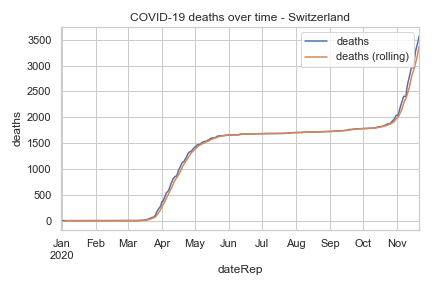 COVID-19 deaths over time - Switzerland
deaths
deaths (rolling)
3500
3000
2500
2000
1500
1000
500
0
deaths
Jan Feb Mar Apr May Jun Jul Aug Sep Oct Nov
2020
dateRep